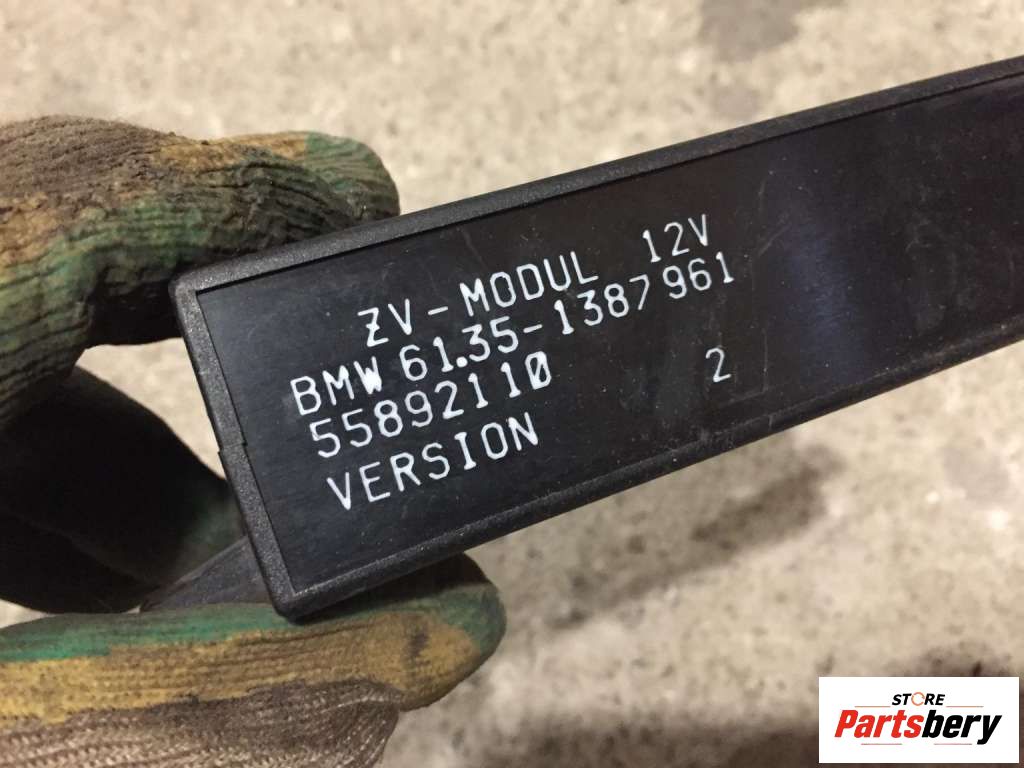 ZV-MODUL 12V
BMW 61.35-1387961
55892110
VERSION 2
STORE
Partsbery